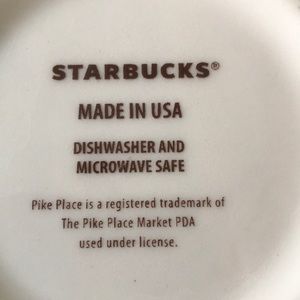 STARBUCKS®
MADE IN USA
DISHWASHER AND
MICROWAVE SAFE
Pike Place is a registered trademark of
The Pike Place Market PDA
used under license.